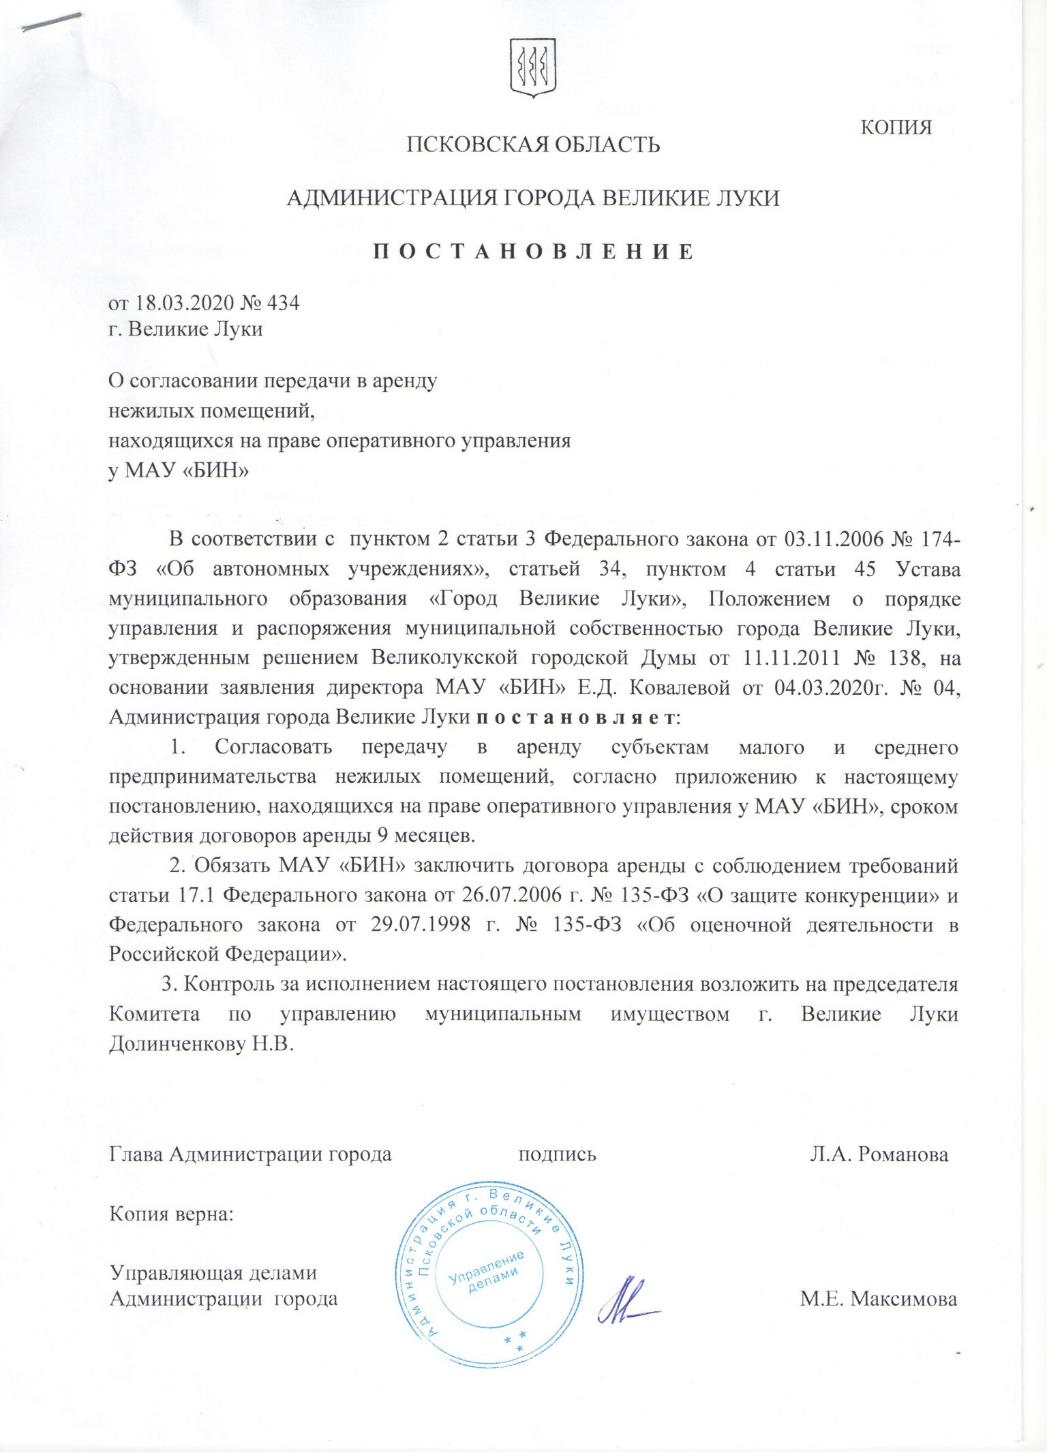 КОПИЯ
ПСКОВСКАЯ ОБЛАСТЬ
АДМИНИСТРАЦИЯ ГОРОДА ВЕЛИКИЕ ЛУКИ
П О С Т А Н О В Л Е Н И Е
от 18.03.2020 № 434
г. Великие Луки
О согласовании передачи в аренду
нежилых помещений,
находящихся на праве оперативного управления
у МАУ «БИН»
В соответствии с пунктом 2 статьи 3 Федерального закона от 03.11.2006 № 174-
ФЗ «Об автономных учреждениях», статьей 34, пунктом 4 статьи 45 Устава
муниципального образования «Город Великие Луки», Положением о порядке
управления и распоряжения муниципальной собственностью города Великие Луки,
утвержденным решением Великолукской городской Думы от 11.11.2011 № 138, на
основании заявления директора МАУ «БИН» Е.Д. Ковалевой от 04.03.2020г. № 04,
Администрация города Великие Луки п о с т а н о в л я е т:
1. Согласовать передачу в аренду субъектам малого и среднего
предпринимательства нежилых помещений, согласно приложению к настоящему
постановлению, находящихся на праве оперативного управления у МАУ «БИН», сроком
действия договоров аренды 9 месяцев.
2. Обязать МАУ «БИН» заключить договора аренды с соблюдением требований
статьи 17.1 Федерального закона от 26.07.2006 г. № 135-ФЗ «О защите конкуренции» и
Федерального закона от 29.07.1998 г. № 135-ФЗ «Об оценочной деятельности в
Российской Федерации».
3. Контроль за исполнением настоящего постановления возложить на председателя
Комитета по управлению муниципальным имуществом г. Великие Луки
Долинченкову Н.В.
Глава Администрации города подпись Л.А. Романова
Копия верна:
Управляющая делами
Администрации города М.Е. Максимова
Администрация г. Великие Луки
Псковской области
Управление
делами